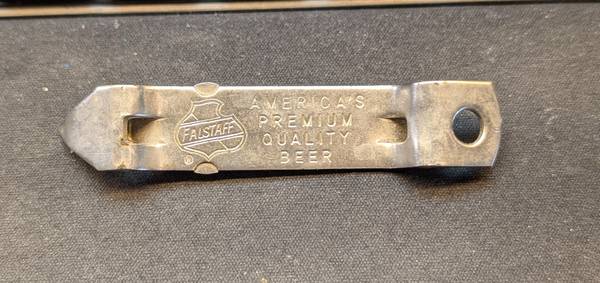 FALSTAFF
®
AMERICA'S
PREMIUM
QUALITY
BEER